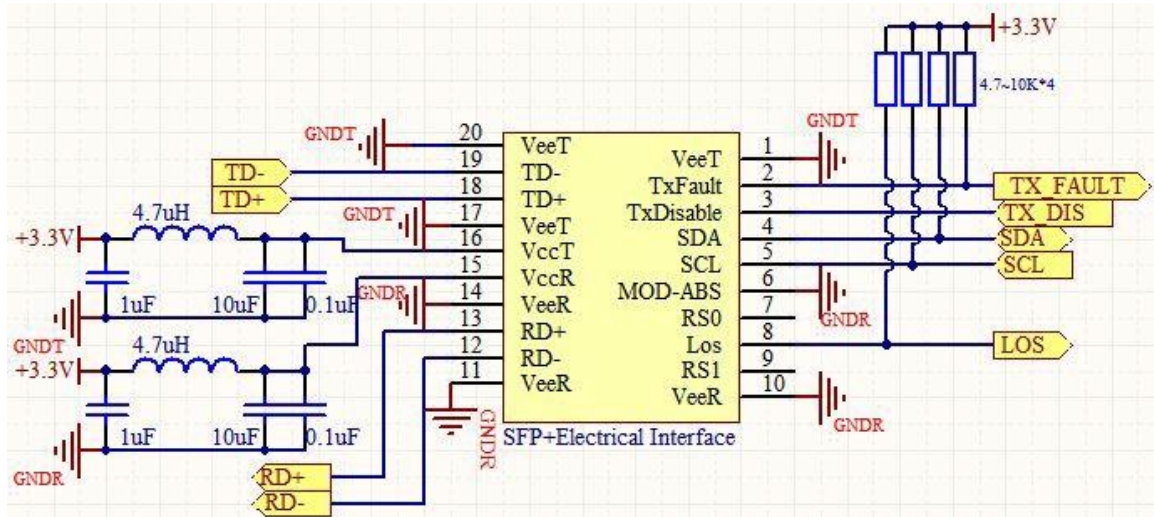 +3.3V
4.7~10K*4
GNDT
20
VeeT
19
TD-
18
TD+
17
VeeT
16
VccT
15
VccR
14
VeeR
13
RD+
12
RD-
11
VeeR
VeeT
1
TxFault
2
TxDisable
3
SDA
4
SCL
5
MOD-ABS
6
RS0
7
Los
8
RS1
9
VeeR
10
GNDT
TX_FAULT
TX_DIS
SDA
SCL
GNDR
LOS
GNDR
TD-
TD+
GNDT
4.7uH
+3.3V
1uF
10uF
0.1uF
GNDR
GNDT
4.7uH
+3.3V
1uF
10uF
0.1uF
GNDR
GNDR
SFP+Electrical Interface
RD+
RD-